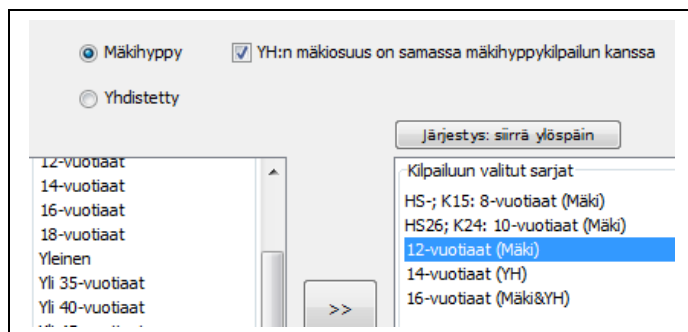 Mäkihyppy
YH:n mäkiosuus on samassa mäkihyppykilpailun kanssa
Yhdistetty
Järjestys: siirrä ylöspäin
12-vuotiaat
14-vuotiaat
16-vuotiaat
18-vuotiaat
Yleinen
Yli 35-vuotiaat
Yli 40-vuotiaat
>>
Kilpailuun valitut sarjat
HS-; K15: 8-vuotiaat (Mäki)
HS26; K24: 10-vuotiaat (Mäki)
12-vuotiaat (Mäki)
14-vuotiaat (YH)
16-vuotiaat (Mäki&YH)